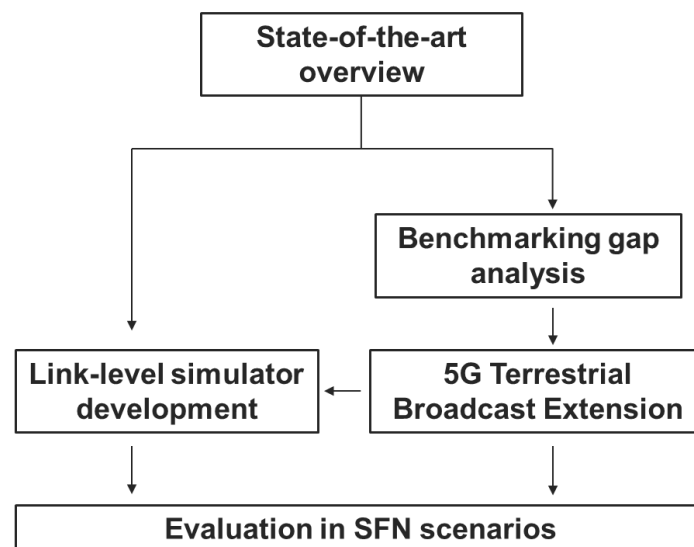 State-of-the-art
overview
Benchmarking gap
analysis
Link-level simulator
development
5G Terrestrial
Broadcast Extension
Evaluation in SFN scenarios